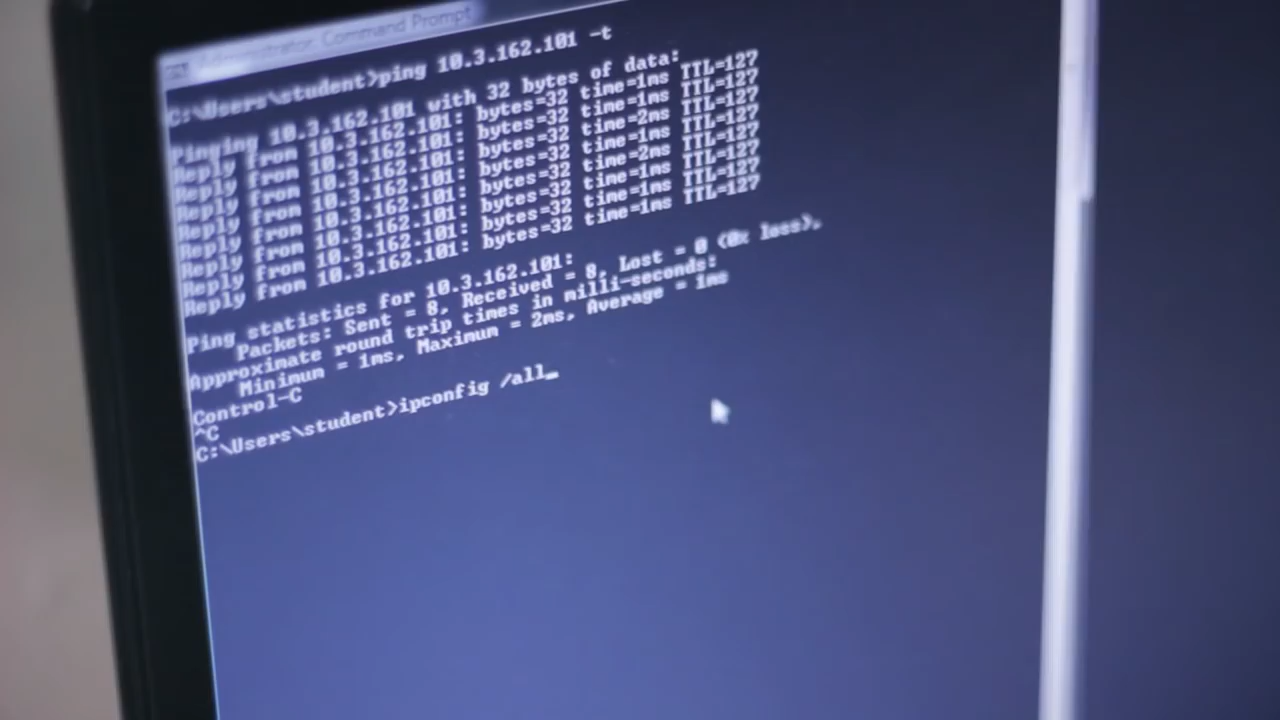 Administrator: Command Prompt
C:\Users\student>ping 10.3.162.101 -t
Pinging 10.3.162.101 with 32 bytes of data:
Reply from 10.3.162.101: bytes=32 time=1ms TTL=127
Reply from 10.3.162.101: bytes=32 time=1ms TTL=127
Reply from 10.3.162.101: bytes=32 time=2ms TTL=127
Reply from 10.3.162.101: bytes=32 time=1ms TTL=127
Reply from 10.3.162.101: bytes=32 time=2ms TTL=127
Reply from 10.3.162.101: bytes=32 time=1ms TTL=127
Reply from 10.3.162.101: bytes=32 time=1ms TTL=127
Reply from 10.3.162.101: bytes=32 time=1ms TTL=127
Ping statistics for 10.3.162.101:
Packets: Sent = 8, Received = 8, Lost = 0 (0% loss),
Approximate round trip times in milli-seconds:
Minimum = 1ms, Maximum = 2ms, Average = 1ms
Control-C
^C
C:\Users\student>ipconfig /all_